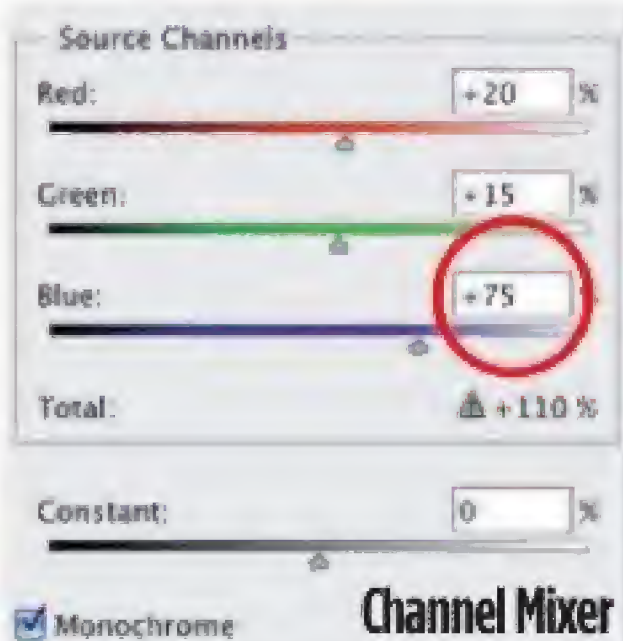 Source Channels
Red: +20 %
Green: +15 %
Blue: +75 %
Total: +110 %
Constant: 0 %
Monochrome
Channel Mixer